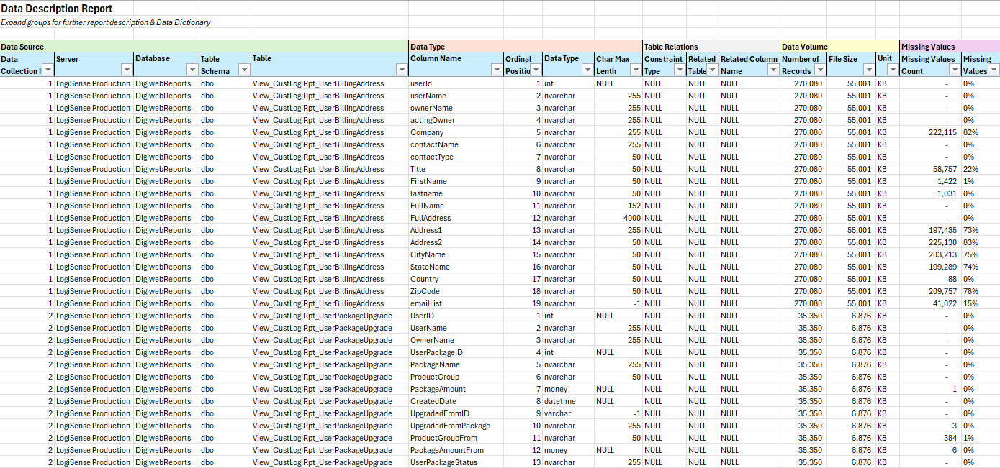 Data Description Report
Expand groups for further report description & Data Dictionary
Data Source Data Type Table Relations Data Volume Missing Values
Data Server Database Table Table Column Name Ordinal Data Type Char Max Constraint Related Related Column Number of File Size Unit Missing Values Missing
Collection I Schema Positio Lenth Type Table Name Records Count Values
1 LogiSense Production DigiwebReports dbo View_CustLogiRpt_UserBillingAddress userId 1 int NULL NULL NULL NULL 270,080 55,001 KB - 0%
1 LogiSense Production DigiwebReports dbo View_CustLogiRpt_UserBillingAddress userName 2 nvarchar 255 NULL NULL NULL 270,080 55,001 KB - 0%
1 LogiSense Production DigiwebReports dbo View_CustLogiRpt_UserBillingAddress ownerName 3 nvarchar 255 NULL NULL NULL 270,080 55,001 KB - 0%
1 LogiSense Production DigiwebReports dbo View_CustLogiRpt_UserBillingAddress actingOwner 4 nvarchar 255 NULL NULL NULL 270,080 55,001 KB - 0%
1 LogiSense Production DigiwebReports dbo View_CustLogiRpt_UserBillingAddress Company 5 nvarchar 255 NULL NULL NULL 270,080 55,001 KB 222,115 82%
1 LogiSense Production DigiwebReports dbo View_CustLogiRpt_UserBillingAddress contactName 6 nvarchar 255 NULL NULL NULL 270,080 55,001 KB - 0%
1 LogiSense Production DigiwebReports dbo View_CustLogiRpt_UserBillingAddress contactType 7 nvarchar 50 NULL NULL NULL 270,080 55,001 KB - 0%
1 LogiSense Production DigiwebReports dbo View_CustLogiRpt_UserBillingAddress Title 8 nvarchar 50 NULL NULL NULL 270,080 55,001 KB 58,757 22%
1 LogiSense Production DigiwebReports dbo View_CustLogiRpt_UserBillingAddress FirstName 9 nvarchar 50 NULL NULL NULL 270,080 55,001 KB 1,422 1%
1 LogiSense Production DigiwebReports dbo View_CustLogiRpt_UserBillingAddress lastname 10 nvarchar 50 NULL NULL NULL 270,080 55,001 KB 1,031 0%
1 LogiSense Production DigiwebReports dbo View_CustLogiRpt_UserBillingAddress FullName 11 nvarchar 152 NULL NULL NULL 270,080 55,001 KB - 0%
1 LogiSense Production DigiwebReports dbo View_CustLogiRpt_UserBillingAddress FullAddress 12 nvarchar 4000 NULL NULL NULL 270,080 55,001 KB - 0%
1 LogiSense Production DigiwebReports dbo View_CustLogiRpt_UserBillingAddress Address1 13 nvarchar 255 NULL NULL NULL 270,080 55,001 KB 197,435 73%
1 LogiSense Production DigiwebReports dbo View_CustLogiRpt_UserBillingAddress Address2 14 nvarchar 50 NULL NULL NULL 270,080 55,001 KB 225,130 83%
1 LogiSense Production DigiwebReports dbo View_CustLogiRpt_UserBillingAddress CityName 15 nvarchar 50 NULL NULL NULL 270,080 55,001 KB 203,213 75%
1 LogiSense Production DigiwebReports dbo View_CustLogiRpt_UserBillingAddress StateName 16 nvarchar 50 NULL NULL NULL 270,080 55,001 KB 199,289 74%
1 LogiSense Production DigiwebReports dbo View_CustLogiRpt_UserBillingAddress Country 17 nvarchar 50 NULL NULL NULL 270,080 55,001 KB 88 0%
1 LogiSense Production DigiwebReports dbo View_CustLogiRpt_UserBillingAddress ZipCode 18 nvarchar 50 NULL NULL NULL 270,080 55,001 KB 209,757 78%
1 LogiSense Production DigiwebReports dbo View_CustLogiRpt_UserBillingAddress emailList 19 nvarchar -1 NULL NULL NULL 270,080 55,001 KB 41,022 15%
2 LogiSense Production DigiwebReports dbo View_CustLogiRpt_UserPackageUpgrade UserID 1 int NULL NULL NULL NULL 35,350 6,876 KB - 0%
2 LogiSense Production DigiwebReports dbo View_CustLogiRpt_UserPackageUpgrade UserName 2 nvarchar 255 NULL NULL NULL 35,350 6,876 KB - 0%
2 LogiSense Production DigiwebReports dbo View_CustLogiRpt_UserPackageUpgrade OwnerName 3 nvarchar 255 NULL NULL NULL 35,350 6,876 KB - 0%
2 LogiSense Production DigiwebReports dbo View_CustLogiRpt_UserPackageUpgrade UserPackageID 4 int NULL NULL NULL NULL 35,350 6,876 KB - 0%
2 LogiSense Production DigiwebReports dbo View_CustLogiRpt_UserPackageUpgrade PackageName 5 nvarchar 255 NULL NULL NULL 35,350 6,876 KB - 0%
2 LogiSense Production DigiwebReports dbo View_CustLogiRpt_UserPackageUpgrade ProductGroup 6 nvarchar 50 NULL NULL NULL 35,350 6,876 KB - 0%
2 LogiSense Production DigiwebReports dbo View_CustLogiRpt_UserPackageUpgrade PackageAmount 7 money NULL NULL NULL NULL 35,350 6,876 KB 1 0%
2 LogiSense Production DigiwebReports dbo View_CustLogiRpt_UserPackageUpgrade CreatedDate 8 datetime NULL NULL NULL NULL 35,350 6,876 KB - 0%
2 LogiSense Production DigiwebReports dbo View_CustLogiRpt_UserPackageUpgrade UpgradedFromID 9 varchar -1 NULL NULL NULL 35,350 6,876 KB - 0%
2 LogiSense Production DigiwebReports dbo View_CustLogiRpt_UserPackageUpgrade UpgradedFromPackage 10 nvarchar 255 NULL NULL NULL 35,350 6,876 KB 3 0%
2 LogiSense Production DigiwebReports dbo View_CustLogiRpt_UserPackageUpgrade ProductGroupFrom 11 nvarchar 50 NULL NULL NULL 35,350 6,876 KB 384 1%
2 LogiSense Production DigiwebReports dbo View_CustLogiRpt_UserPackageUpgrade PackageAmountFrom 12 money NULL NULL NULL NULL 35,350 6,876 KB 6 0%
2 LogiSense Production DigiwebReports dbo View_CustLogiRpt_UserPackageUpgrade UserPackageStatus 13 nvarchar 255 NULL NULL NULL 35,350 6,876 KB - 0%